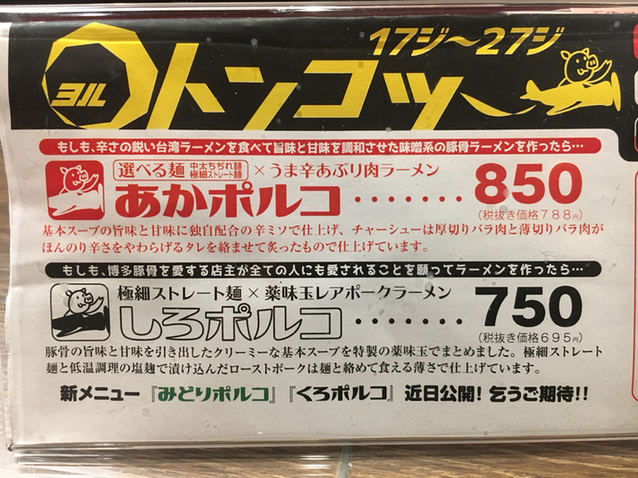 17ジ〜27ジ
ヨル
トンコツ〜
もしも、辛さの鋭い台湾ラーメンを食べて旨味と甘味を調和させた味噌系の豚骨ラーメンを作ったら…
選べる麺 中太ちぢれ麺 極細ストレート麺 ×うま辛あぶり肉ラーメン
あかポルコ・・・・・・850
(税抜き価格788円)
基本スープの旨味と甘味に独自配合の辛ミソで仕上げ、チャーシューは厚切りバラ肉と薄切りバラ肉が
ほんのり辛さをやわらげるタレを絡ませて炙ったもので仕上げています。
もしも、博多豚骨を愛する店主が全ての人にも愛されることを願ってラーメンを作ったら…
極細ストレート麺×薬味玉レアポークラーメン
しろポルコ・・・・・・750
(税抜き価格695円)
豚骨の旨味と甘味を引き出したクリーミーな基本スープを特製の薬味玉でまとめました。極細ストレート
麺と低温調理の塩麹で漬け込んだローストポークは麺と絡めて食える薄さで仕上げています。
新メニュー『みどりポルコ』『くろポルコ』近日公開!乞うご期待!!